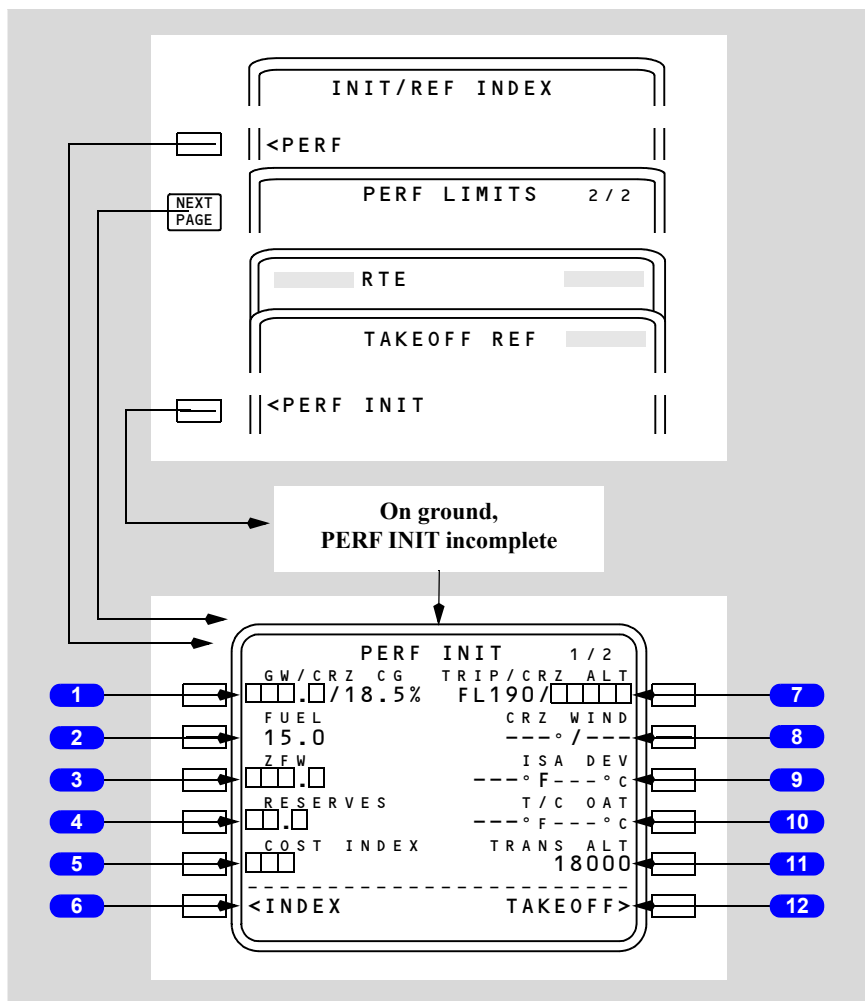 INIT/REF INDEX
<PERF
NEXT
PAGE
PERF LIMITS 2/2
RTE
TAKEOFF REF
<PERF INIT
On ground,
PERF INIT incomplete
PERF INIT 1/2
GW/CRZ CG TRIP/CRZ ALT
1 □□□.□/18.5% FL190/□□□□□ 7
FUEL CRZ WIND
2 15.0 ---°/--- 8
ZFW ISA DEV
3 □□□.□ ---°F---°C 9
RESERVES T/C OAT
4 □□.□ ---°F---°C 10
COST INDEX TRANS ALT
5 □□□ 18000 11
------------------------
6 <INDEX TAKEOFF> 12